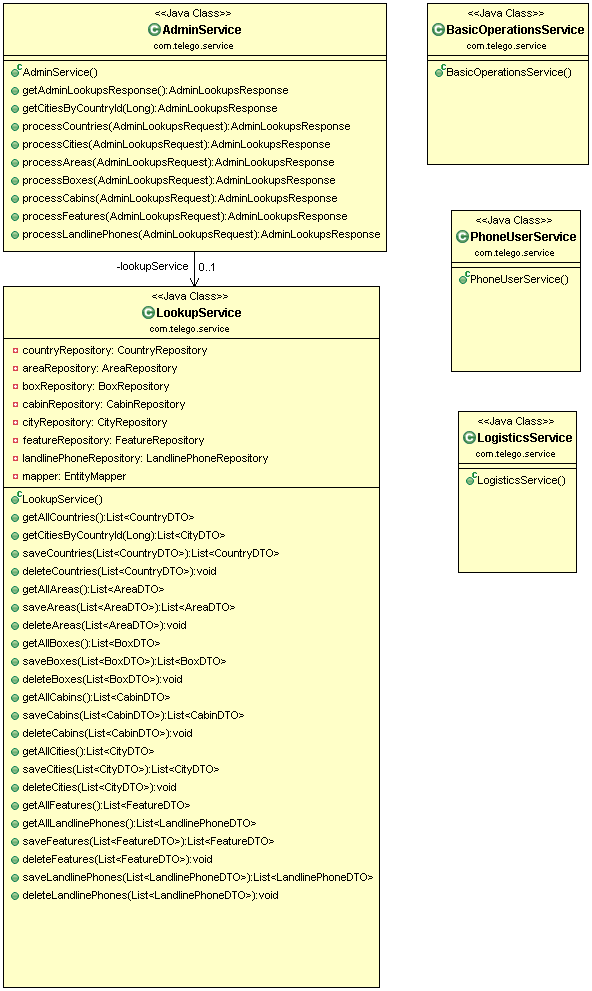 <<Java Class>>
AdminService
com.telego.service
AdminService()
getAdminLookupsResponse():AdminLookupsResponse
getCitiesByCountryId(Long):AdminLookupsResponse
processCountries(AdminLookupsRequest):AdminLookupsResponse
processCities(AdminLookupsRequest):AdminLookupsResponse
processAreas(AdminLookupsRequest):AdminLookupsResponse
processBoxes(AdminLookupsRequest):AdminLookupsResponse
processCabins(AdminLookupsRequest):AdminLookupsResponse
processFeatures(AdminLookupsRequest):AdminLookupsResponse
processLandlinePhones(AdminLookupsRequest):AdminLookupsResponse
-lookupService 0..1
<<Java Class>>
LookupService
com.telego.service
countryRepository: CountryRepository
areaRepository: AreaRepository
boxRepository: BoxRepository
cabinRepository: CabinRepository
cityRepository: CityRepository
featureRepository: FeatureRepository
landlinePhoneRepository: LandlinePhoneRepository
mapper: EntityMapper
LookupService()
getAllCountries():List<CountryDTO>
getCitiesByCountryId(Long):List<CityDTO>
saveCountries(List<CountryDTO>):List<CountryDTO>
deleteCountries(List<CountryDTO>):void
getAllAreas():List<AreaDTO>
saveAreas(List<AreaDTO>):List<AreaDTO>
deleteAreas(List<AreaDTO>):void
getAllBoxes():List<BoxDTO>
saveBoxes(List<BoxDTO>):List<BoxDTO>
deleteBoxes(List<BoxDTO>):void
getAllCabins():List<CabinDTO>
saveCabins(List<CabinDTO>):List<CabinDTO>
deleteCabins(List<CabinDTO>):void
getAllCities():List<CityDTO>
saveCities(List<CityDTO>):List<CityDTO>
deleteCities(List<CityDTO>):void
getAllFeatures():List<FeatureDTO>
getAllLandlinePhones():List<LandlinePhoneDTO>
saveFeatures(List<FeatureDTO>):List<FeatureDTO>
deleteFeatures(List<FeatureDTO>):void
saveLandlinePhones(List<LandlinePhoneDTO>):List<LandlinePhoneDTO>
deleteLandlinePhones(List<LandlinePhoneDTO>):void
<<Java Class>>
BasicOperationsService
com.telego.service
BasicOperationsService()
<<Java Class>>
PhoneUserService
com.telego.service
PhoneUserService()
<<Java Class>>
LogisticsService
com.telego.service
LogisticsService()